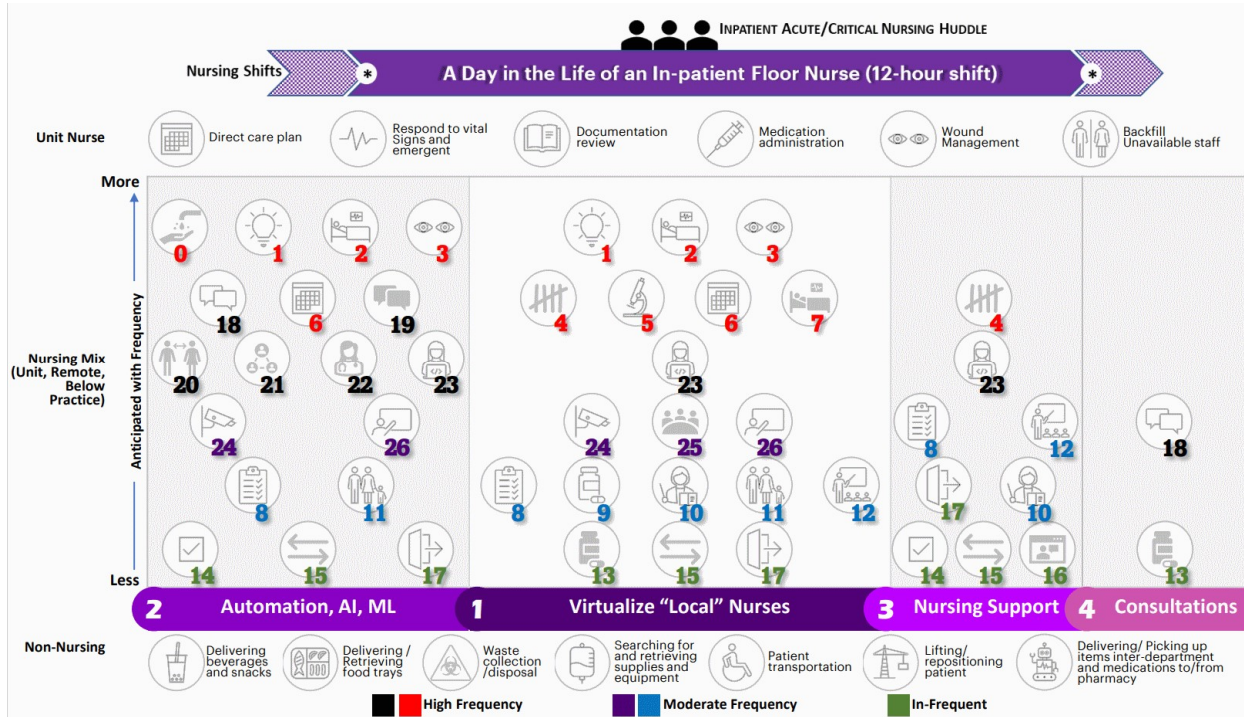 INPATIENT ACUTE/CRITICAL NURSING HUDDLE
Nursing Shifts
*
A Day in the Life of an In-patient Floor Nurse (12-hour shift)
*
Unit Nurse
Direct care plan
Respond to vital
Signs and
emergent
Documentation
review
Medication
administration
Wound
Management
Backfill
Unavailable staff
More
Anticipated with Frequency
Nursing Mix
(Unit, Remote,
Below
Practice)
Less
0 1 2 3 1 2 3
18 6 19 4 5 6 7 4
20 21 22 23 23 23
24 26 24 25 26 8 12 18
8 11 8 9 10 11 12 17 10
14 15 17 13 15 17 14 15 16 13
2 Automation, AI, ML
1 Virtualize “Local” Nurses
3 Nursing Support
4 Consultations
Non-Nursing
Delivering
beverages
and snacks
Delivering /
Retrieving
food trays
Waste
collection
/disposal
Searching for
and retrieving
supplies and
equipment
Patient
transportation
Lifting/
repositioning
patient
Delivering/ Picking up
items inter-department
and medications to/from
pharmacy
High Frequency
Moderate Frequency
In-Frequent